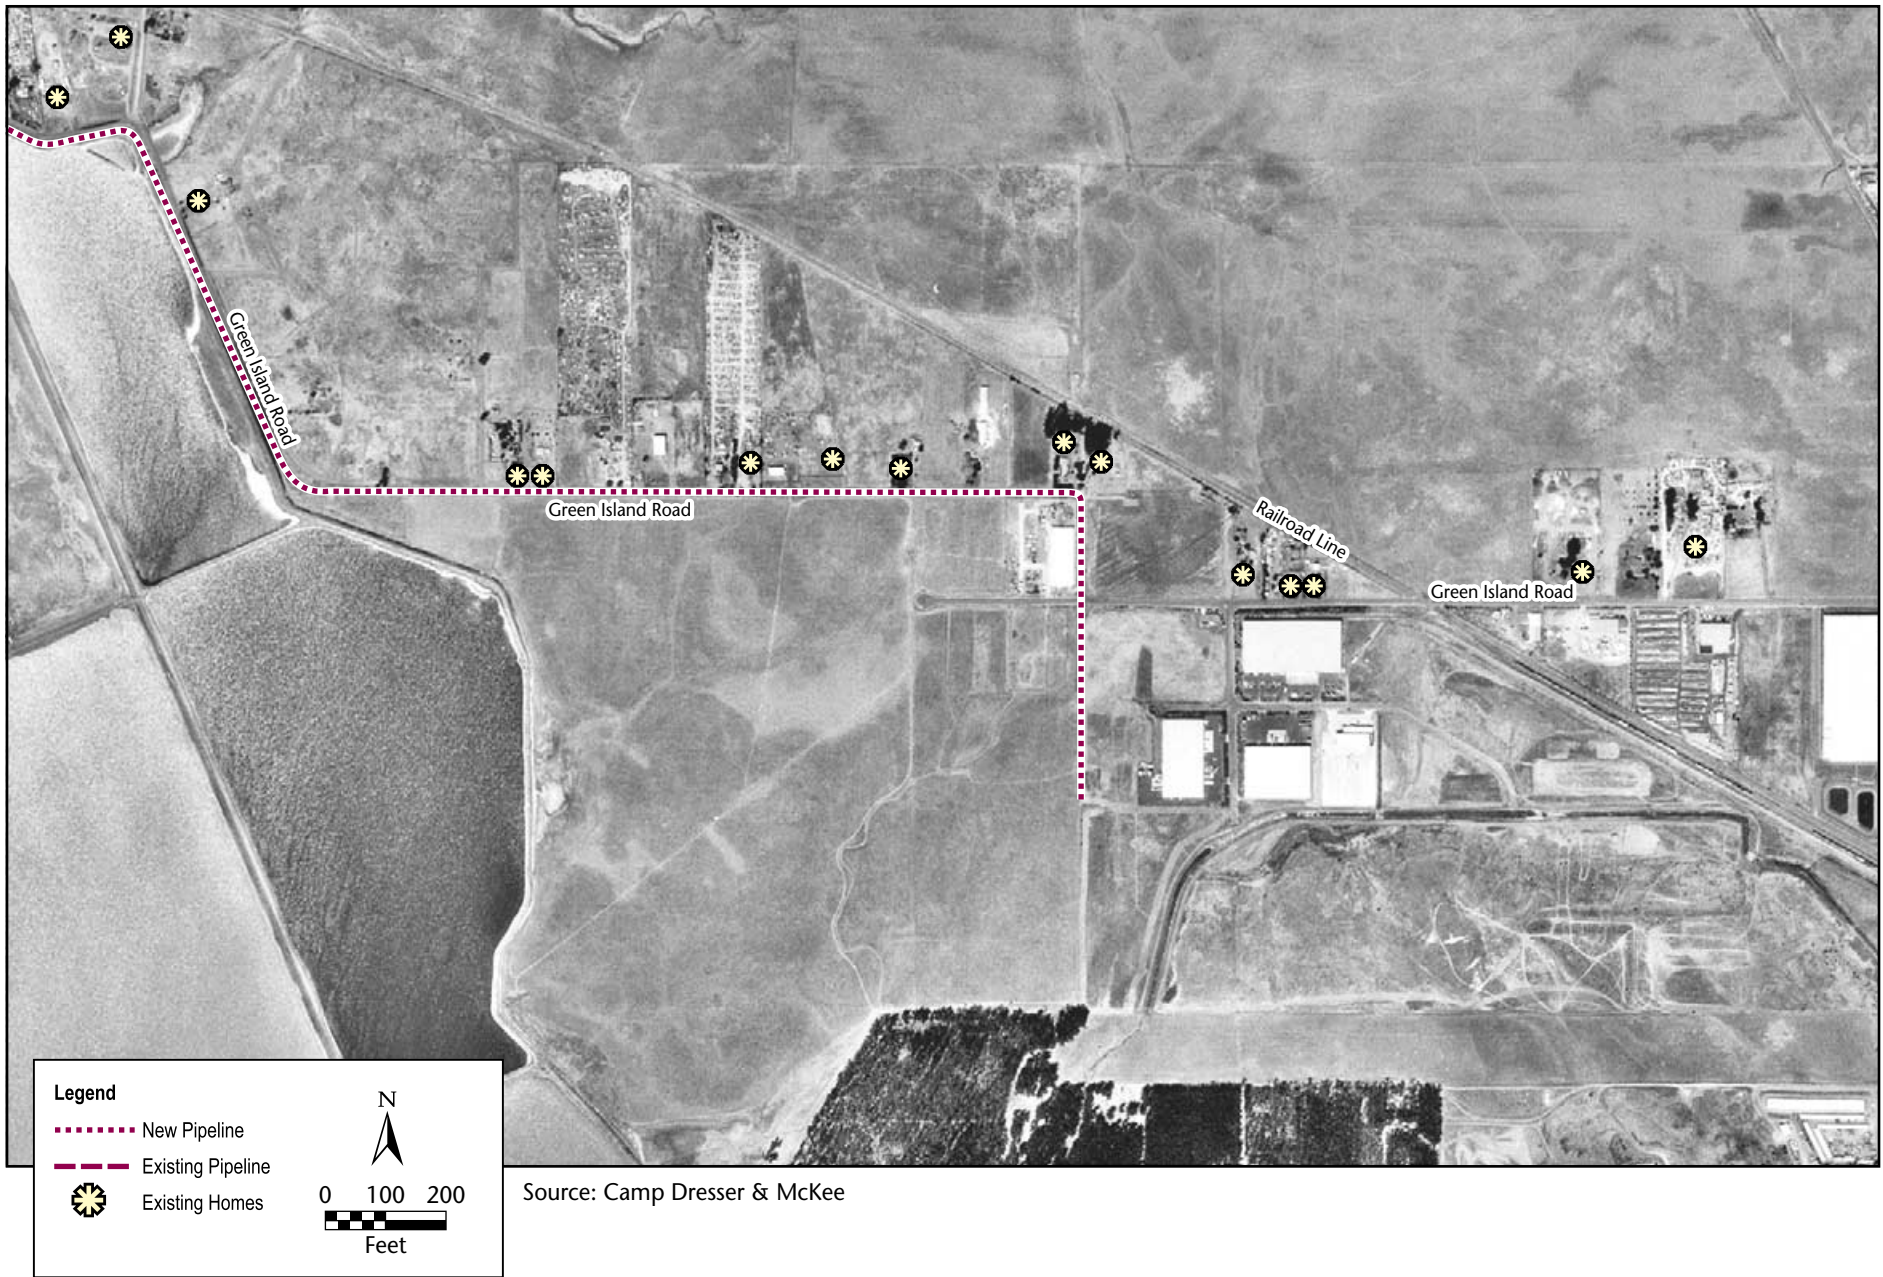 Green Island Road
Green Island Road
Railroad Line
Green Island Road
Legend
New Pipeline
Existing Pipeline
Existing Homes
N
0 100 200
Feet
Source: Camp Dresser & McKee